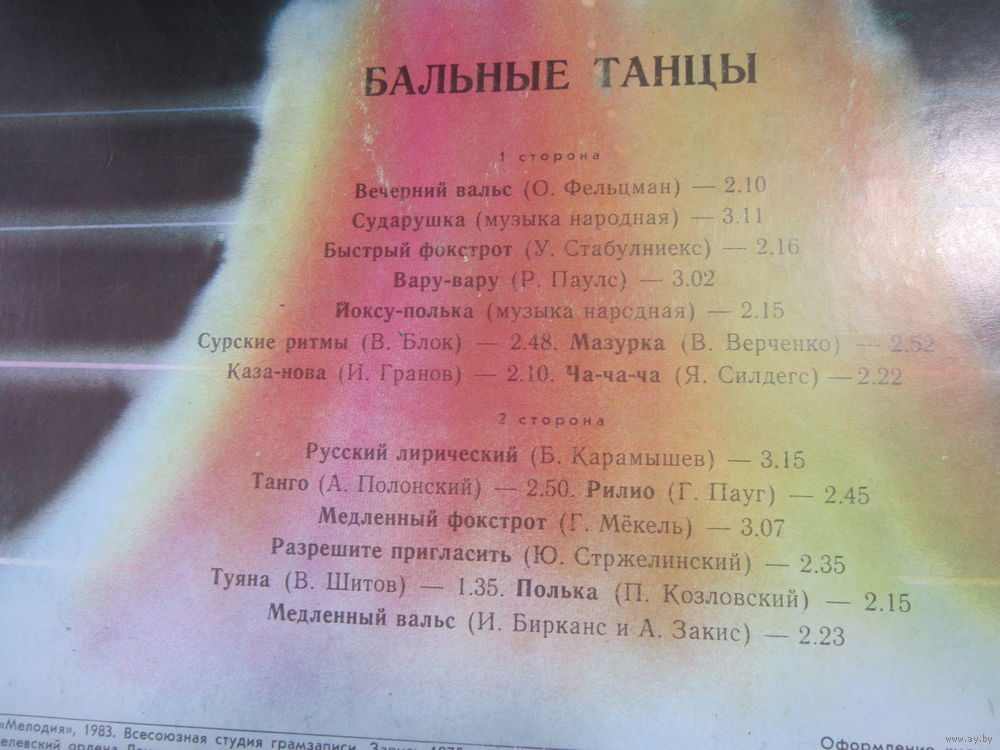 БАЛЬНЫЕ ТАНЦЫ
1 сторона
Вечерний вальс (О. Фельцман) — 2.10
Сударушка (музыка народная) — 3.11
Быстрый фокстрот (У. Стабулниекс) — 2.16
Вару-вару (Р. Паулс) — 3.02
Йоксу-полька (музыка народная) — 2.15
Сурские ритмы (В. Блок) — 2.48. Мазурка (В. Верченко) — 2.52
Каза-нова (И. Гранов) — 2.10. Ча-ча-ча (Я. Силдегс) — 2.22
2 сторона
Русский лирический (Б. Карамышев) — 3.15
Танго (А. Полонский) — 2.50. Рилио (Г. Пауг) — 2.45
Медленный фокстрот (Г. Мёкель) — 3.07
Разрешите пригласить (Ю. Стржелинский) — 2.35
Туяна (В. Шитов) — 1.35. Полька (П. Козловский) — 2.15
Медленный вальс (И. Бирканс и А. Закис) — 2.23
«Мелодия», 1983. Всесоюзная студия грамзаписи.
елевский ордена
Оформление
www.ay.by